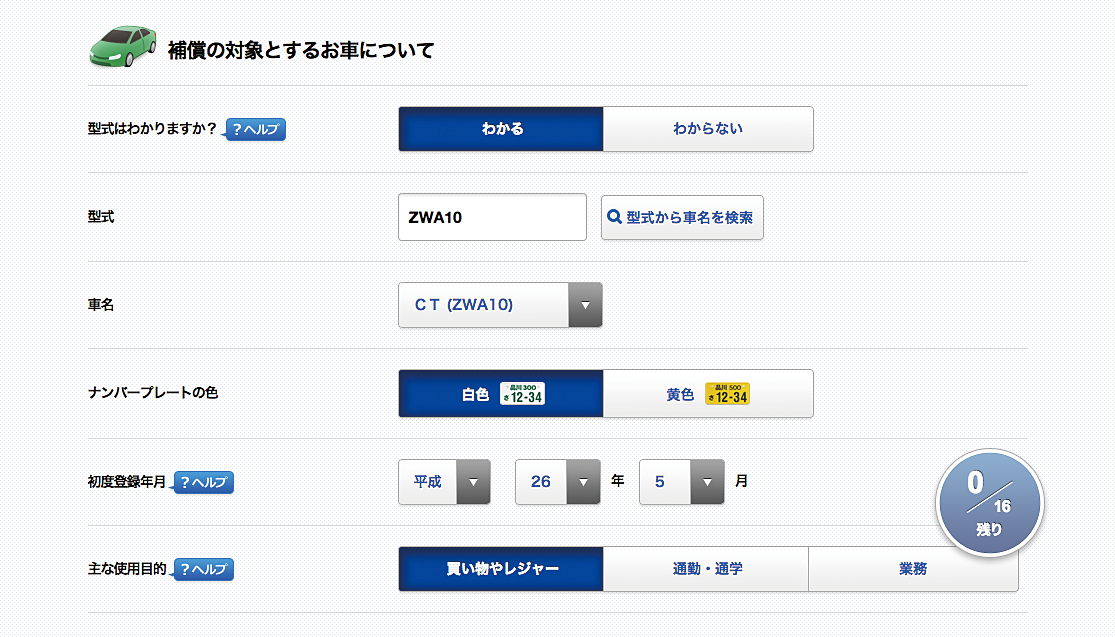 補償の対象とするお車について
型式はわかりますか？ ?ヘルプ わかる わからない
型式 ZWA10 型式から車名を検索
車名 ＣＴ (ZWA10) ▼
ナンバープレートの色 白色 品川 300 さ 12-34 黄色 品川 500 さ 12-34
初度登録年月 ?ヘルプ 平成 ▼ 26 ▼ 年 5 ▼ 月
0/16
残り
主な使用目的 ?ヘルプ 買い物やレジャー 通勤・通学 業務